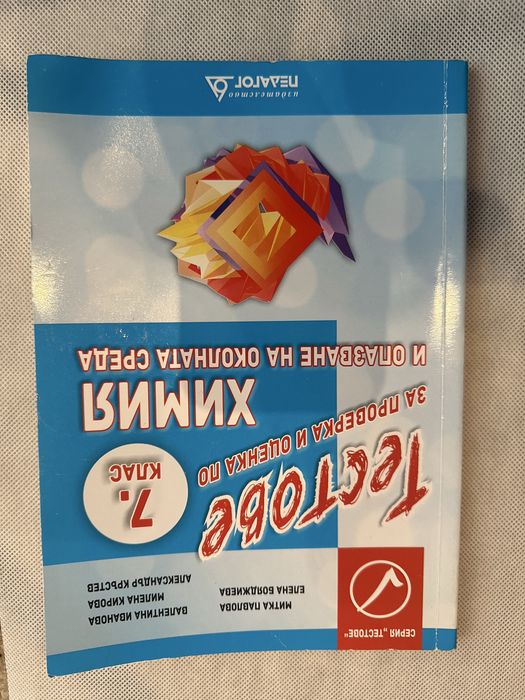 СЕРИЯ „ТЕСТОВЕ“
МИТКА ПАВЛОВА
ЕЛЕНА БОЯДЖИЕВА
ВАЛЕНТИНА ИВАНОВА
МИЛЕНА КИРОВА
АЛЕКСАНДЪР КРЪСТЕВ
Тестове
ЗА ПРОВЕРКА И ОЦЕНКА ПО
7.
КЛАС
ХИМИЯ
И ОПАЗВАНЕ НА ОКОЛНАТА СРЕДА
издателство
ПЕДАГОГ 6